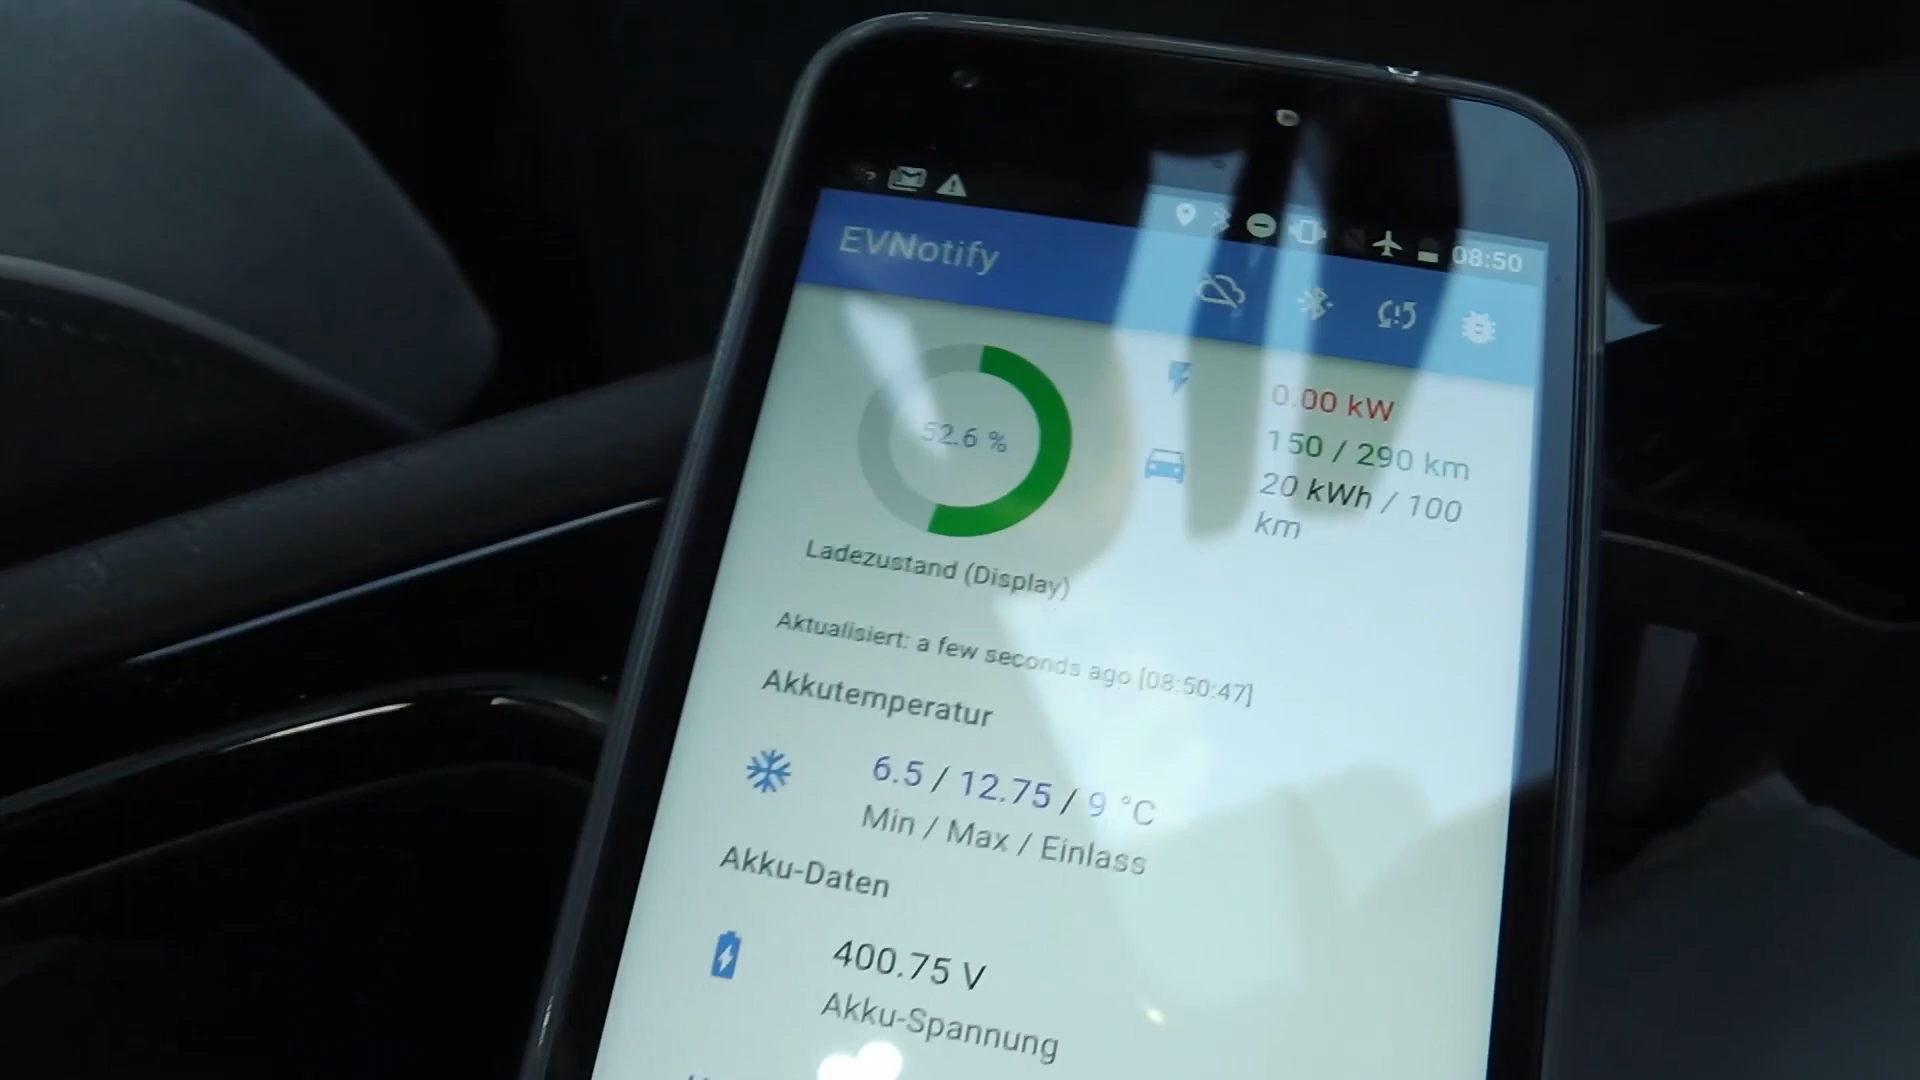 08:50
EVNotify
52.6 %
0.00 kW
150 / 290 km
20 kWh / 100
km
Ladezustand (Display)
Aktualisiert: a few seconds ago [08:50:47]
Akkutemperatur
6.5 / 12.75 / 9 °C
Min / Max / Einlass
Akku-Daten
400.75 V
Akku-Spannung